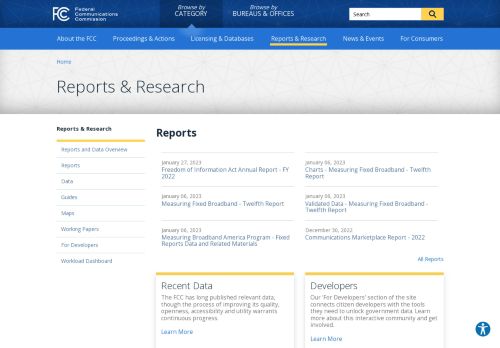 FCC
Federal
Communications
Commission
Browse by
CATEGORY
Browse by
BUREAUS & OFFICES
Search
About the FCC
Proceedings & Actions
Licensing & Databases
Reports & Research
News & Events
For Consumers
Home
Reports & Research
Reports & Research
Reports and Data Overview
Reports
Data
Guides
Maps
Working Papers
For Developers
Workload Dashboard
Reports
January 27, 2023
Freedom of Information Act Annual Report - FY
2022
January 06, 2023
Charts - Measuring Fixed Broadband - Twelfth
Report
January 06, 2023
Measuring Fixed Broadband - Twelfth Report
January 06, 2023
Validated Data - Measuring Fixed Broadband -
Twelfth Report
January 06, 2023
Measuring Broadband America Program - Fixed
Reports Data and Related Materials
December 30, 2022
Communications Marketplace Report - 2022
All Reports
Recent Data
The FCC has long published relevant data,
though the process of improving its quality,
openness, accessibility and utility warrants
continuous progress.
Learn More
Developers
Our 'For Developers' section of the site
connects citizen developers with the tools
they need to unlock government data. Learn
more about this interactive community and get
involved.
Learn More